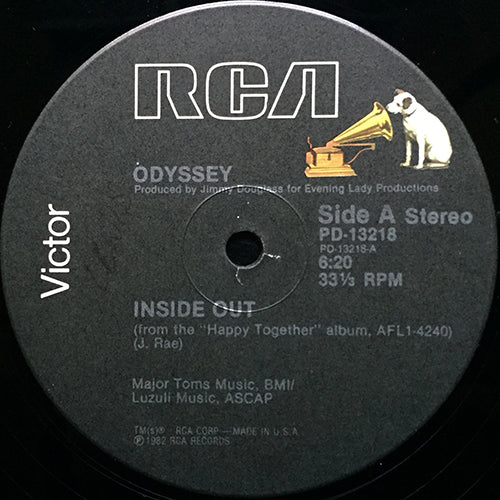 RCA
ODYSSEY
Produced by Jimmy Douglass for Evening Lady Productions
Side A Stereo
PD-13218
PD-13218-A
6:20
33⅓ RPM
Victor
INSIDE OUT
(from the "Happy Together" album, AFL1-4240)
(J. Rae)
Major Toms Music, BMI/
Luzuli Music, ASCAP
TM(s)® RCA CORP — MADE IN U.S.A
℗ 1982 RCA RECORDS